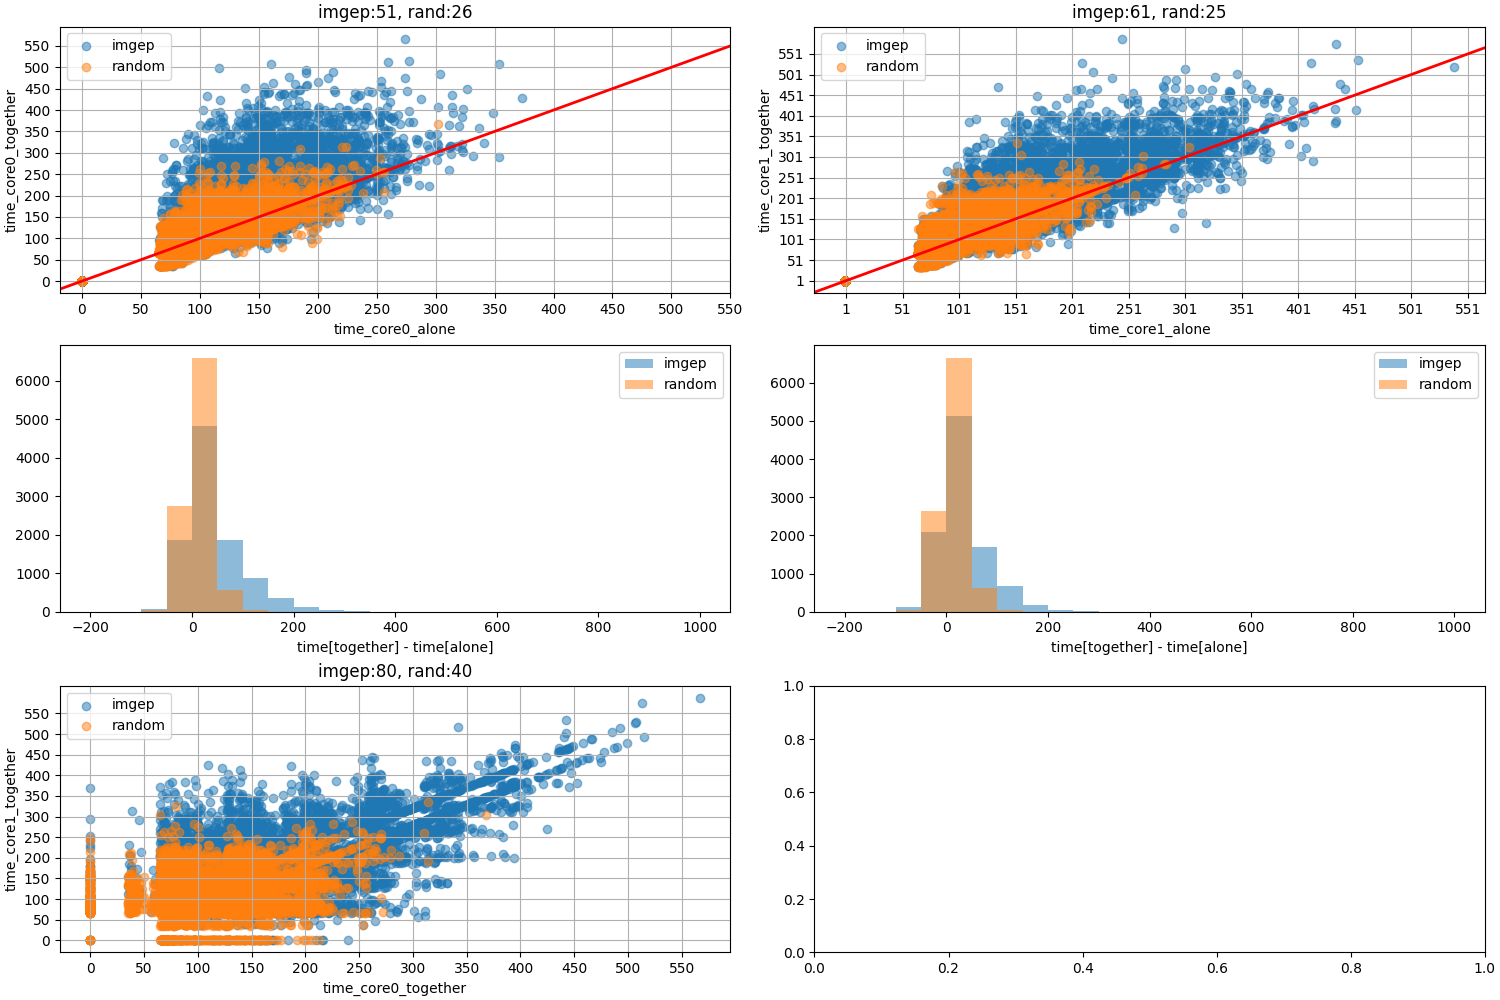 imgep:51, rand:26
imgep
random
550
500
450
400
350
300
250
200
150
100
50
0
time_core0_together
0 50 100 150 200 250 300 350 400 450 500 550
time_core0_alone
imgep:61, rand:25
imgep
random
551
501
451
401
351
301
251
201
151
101
51
1
time_core1_together
1 51 101 151 201 251 301 351 401 451 501 551
time_core1_alone
imgep
random
6000
5000
4000
3000
2000
1000
0
−200 0 200 400 600 800 1000
time[together] - time[alone]
imgep
random
6000
5000
4000
3000
2000
1000
0
−200 0 200 400 600 800 1000
time[together] - time[alone]
imgep:80, rand:40
imgep
random
550
500
450
400
350
300
250
200
150
100
50
0
time_core1_together
0 50 100 150 200 250 300 350 400 450 500 550
time_core0_together
1.0
0.8
0.6
0.4
0.2
0.0
0.0 0.2 0.4 0.6 0.8 1.0